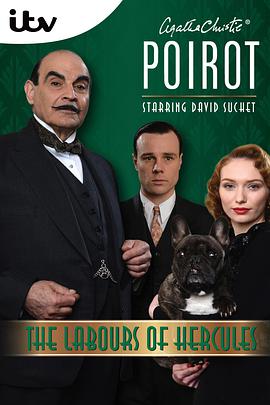 itv
Agatha Christie®
POIROT
STARRING DAVID SUCHET
THE LABOURS OF HERCULES